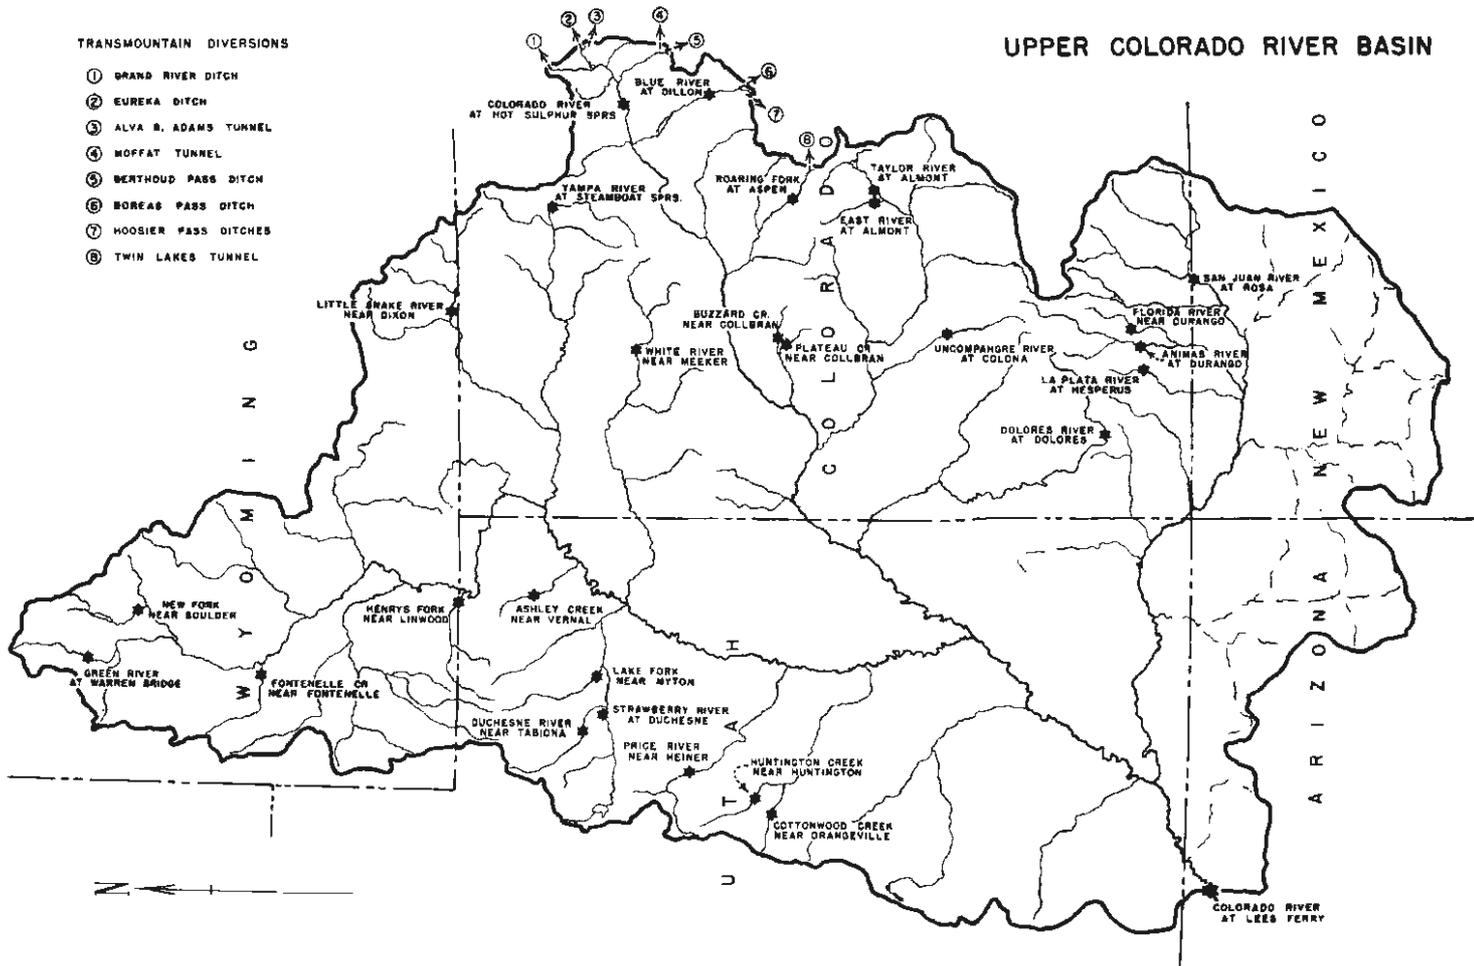 UPPER COLORADO RIVER BASIN
TRANSMOUNTAIN DIVERSIONS
① GRAND RIVER DITCH
② EUREKA DITCH
③ ALVA B. ADAMS TUNNEL
④ MOFFAT TUNNEL
⑤ BERTHOUD PASS DITCH
⑥ BOREAS PASS DITCH
⑦ HOOSIER PASS DITCHES
⑧ TWIN LAKES TUNNEL
①
②
③
④
⑤
⑥
⑦
⑧
BLUE RIVER
AT DILLON
COLORADO RIVER
AT HOT SULPHUR SPRS
YAMPA RIVER
AT STEAMBOAT SPRS.
ROARING FORK
AT ASPEN
TAYLOR RIVER
AT ALMONT
EAST RIVER
AT ALMONT
SAN JUAN RIVER
AT ROSA
LITTLE SNAKE RIVER
NEAR DIXON
BUZZARD CR.
NEAR COLLBRAN
PLATEAU CR
NEAR COLLBRAN
FLORIDA RIVER
NEAR DURANGO
WHITE RIVER
NEAR MEEKER
UNCOMPAHGRE RIVER
AT COLONA
ANIMAS RIVER
AT DURANGO
LA PLATA RIVER
AT HESPERUS
DOLORES RIVER
AT DOLORES
WYOMING
COLORADO
NEW MEXICO
UTAH
ARIZONA
NEW FORK
NEAR BOULDER
HENRYS FORK
NEAR LINWOOD
ASHLEY CREEK
NEAR VERNAL
GREEN RIVER
AT WARREN BRIDGE
FONTENELLE CR
NEAR FONTENELLE
LAKE FORK
NEAR MYTON
STRAWBERRY RIVER
AT DUCHESNE
DUCHESNE RIVER
NEAR TABIONA
PRICE RIVER
NEAR HEINER
HUNTINGTON CREEK
NEAR HUNTINGTON
COTTONWOOD CREEK
NEAR ORANGEVILLE
N
COLORADO RIVER
AT LEES FERRY